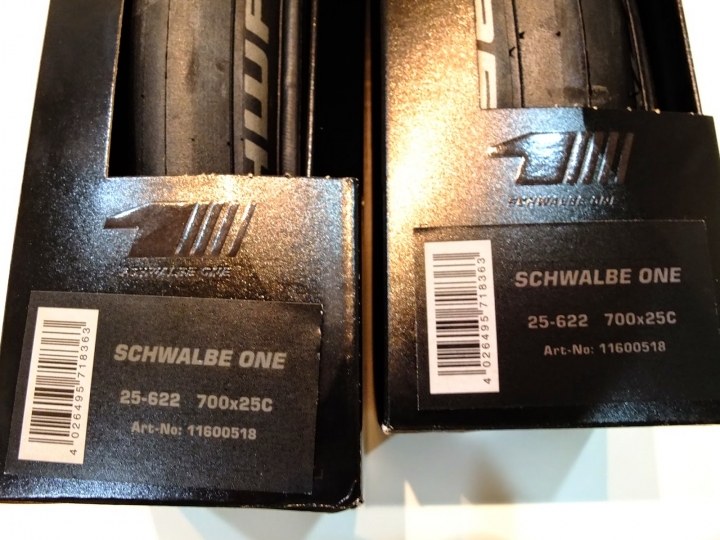 SCHWALBE ONE
SCHWALBE ONE
25-622 700x25C
Art-No: 11600518
4 026495 718363
SCHWALBE ONE
SCHWALBE ONE
25-622 700x25C
Art-No: 11600518
4 026495 718363